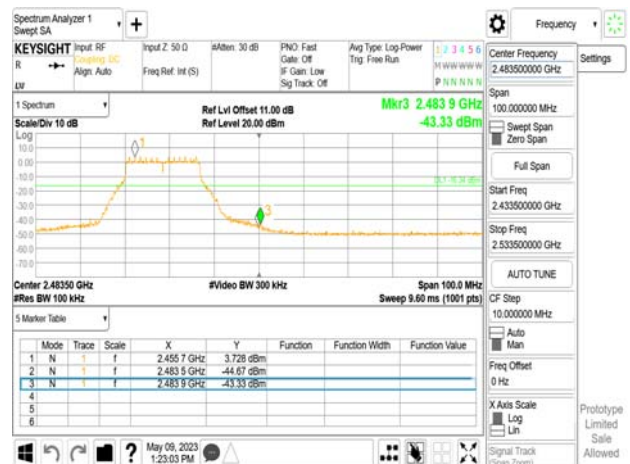 Spectrum Analyzer 1
Swept SA
Frequency
KEYSIGHT
R
Input: RF
Coupling: DC
Align: Auto
Input Z: 50 Ω
Freq Ref: Int (S)
#Atten: 30 dB
PNO: Fast
Gate: Off
IF Gain: Low
Sig Track: Off
Avg Type: Log-Power
Trig: Free Run
1 2 3 4 5 6
M W W W W W
P N N N N N
Center Frequency
2.483500000 GHz
Settings
Span
100.000000 MHz
Swept Span
Zero Span
Full Span
Start Freq
2.433500000 GHz
Stop Freq
2.533500000 GHz
AUTO TUNE
CF Step
10.000000 MHz
Auto
Man
Freq Offset
0 Hz
X Axis Scale
Log
Lin
Signal Track
(Span Zoom)
1 Spectrum
Scale/Div 10 dB
Ref Lvl Offset 11.00 dB
Ref Level 20.00 dBm
Mkr3 2.483 9 GHz
-43.33 dBm
Log
10.0
0.00
-10.0
-20.0
-30.0
-40.0
-50.0
-60.0
-70.0
1
3
Center 2.48350 GHz
#Res BW 100 kHz
#Video BW 300 kHz
Span 100.0 MHz
Sweep 9.60 ms (1001 pts)
5 Marker Table
Mode Trace Scale X Y Function Function Width Function Value
1 N 1 f 2.455 7 GHz 3.728 dBm
2 N 1 f 2.483 5 GHz -44.67 dBm
3 N 1 f 2.483 9 GHz -43.33 dBm
4
5
6
May 09, 2023
1:23:03 PM
Prototype
Limited
Sale
Allowed